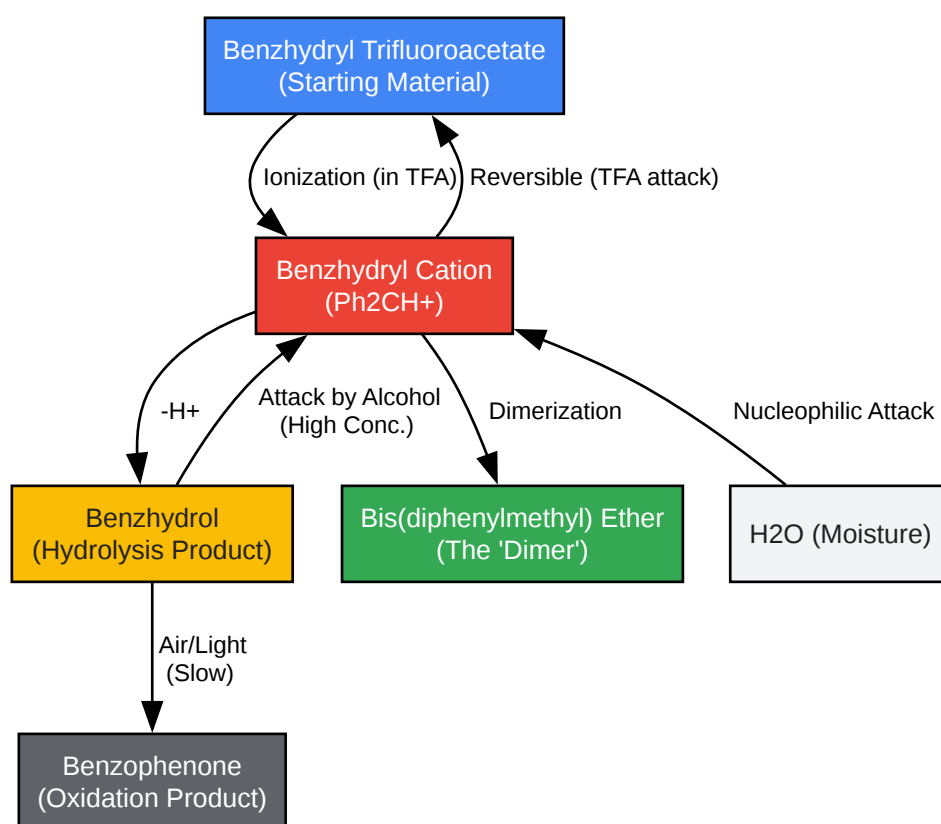 Benzhydryl Trifluoroacetate
(Starting Material)
Ionization (in TFA)
Reversible (TFA attack)
Benzhydryl Cation
(Ph2CH+)
-H+
Attack by Alcohol
(High Conc.)
Dimerization
Nucleophilic Attack
Benzhydrol
(Hydrolysis Product)
Bis(diphenylmethyl) Ether
(The 'Dimer')
H2O (Moisture)
Air/Light
(Slow)
Benzophenone
(Oxidation Product)